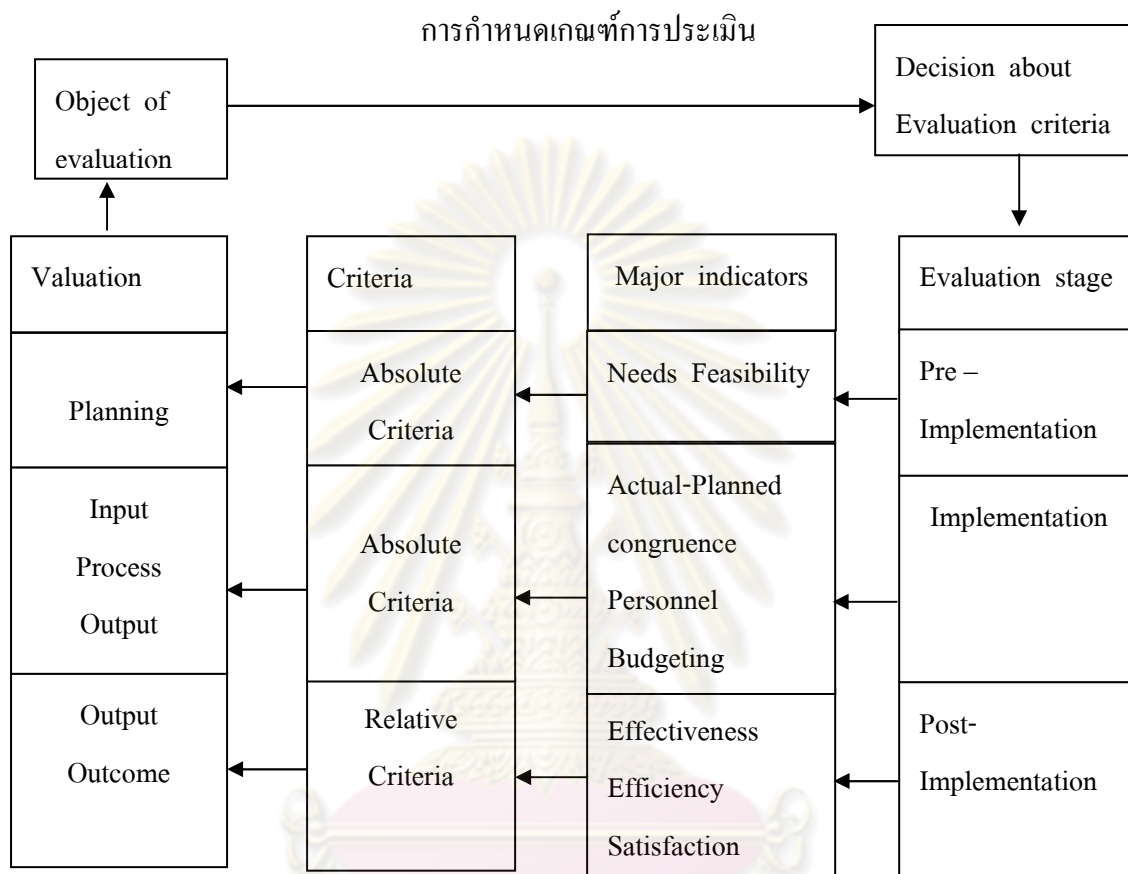 การกำหนดเกณฑ์การประเมิน
Object of
evaluation
Decision about
Evaluation criteria
Valuation
Criteria
Major indicators
Evaluation stage
Planning
Absolute
Criteria
Needs Feasibility
Pre –
Implementation
Input
Process
Output
Absolute
Criteria
Actual-Planned
congruence
Personnel
Budgeting
Implementation
Output
Outcome
Relative
Criteria
Effectiveness
Efficiency
Satisfaction
Post-
Implementation